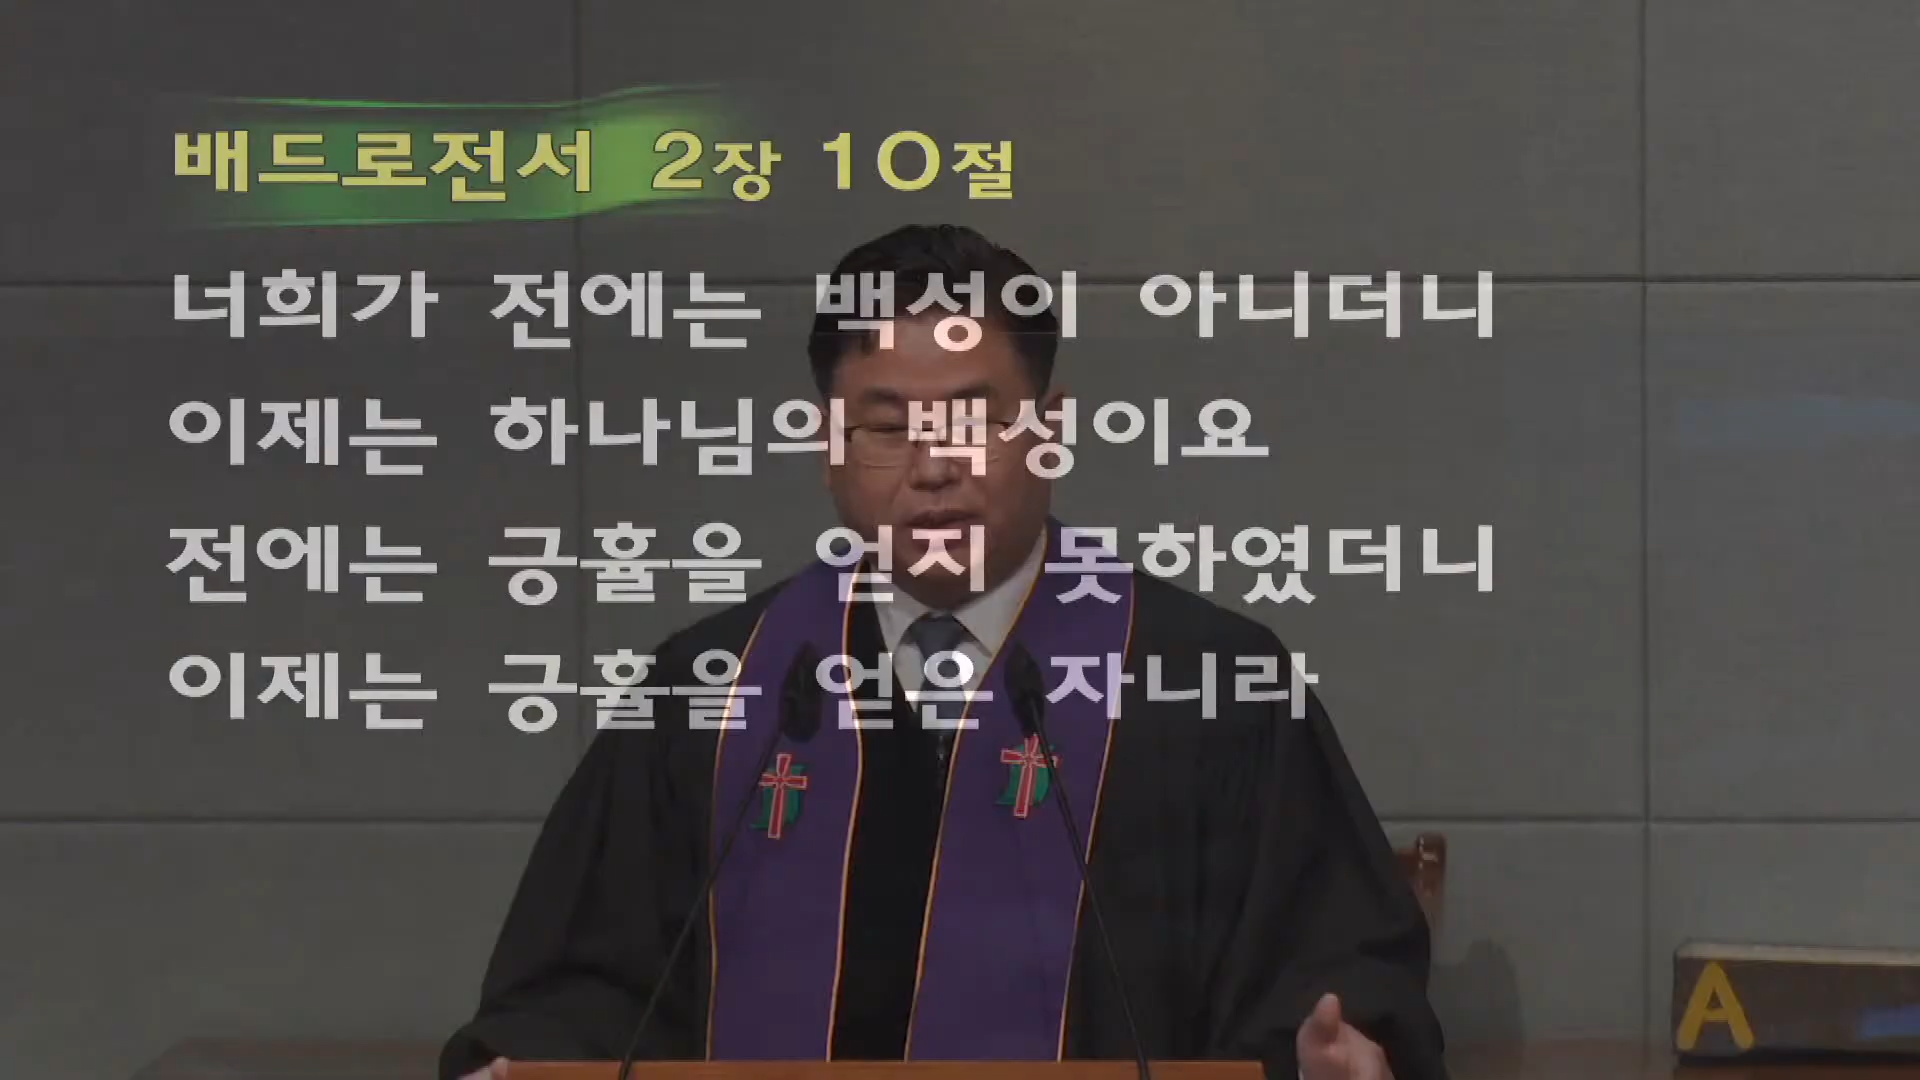 배드로전서 2장 10절
너희가 전에는 백성이 아니더니
이제는 하나님의 백성이요
전에는 긍휼을 얻지 못하였더니
이제는 긍휼을 얻은 자니라
A